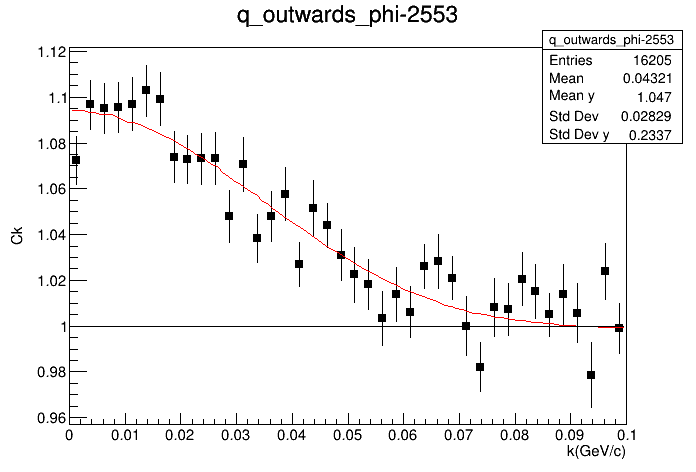 q_outwards_phi-2553
q_outwards_phi-2553
Entries 16205
Mean 0.04321
Mean y 1.047
Std Dev 0.02829
Std Dev y 0.2337
1.12
1.1
1.08
1.06
1.04
1.02
1
0.98
0.96
Ck
0 0.01 0.02 0.03 0.04 0.05 0.06 0.07 0.08 0.09 0.1
k(GeV/c)